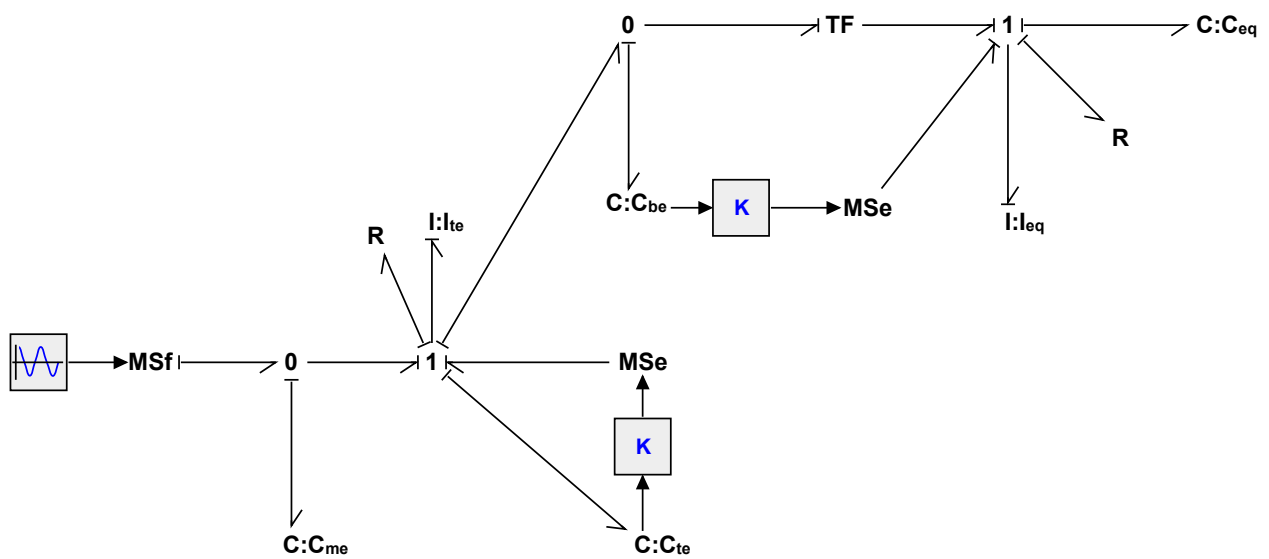 0 TF 1 C:Ceq
R
C:Cbe K MSe I:Ieq
R I:Ite
MSf 0 1 MSe
K
C:Cme C:Cte